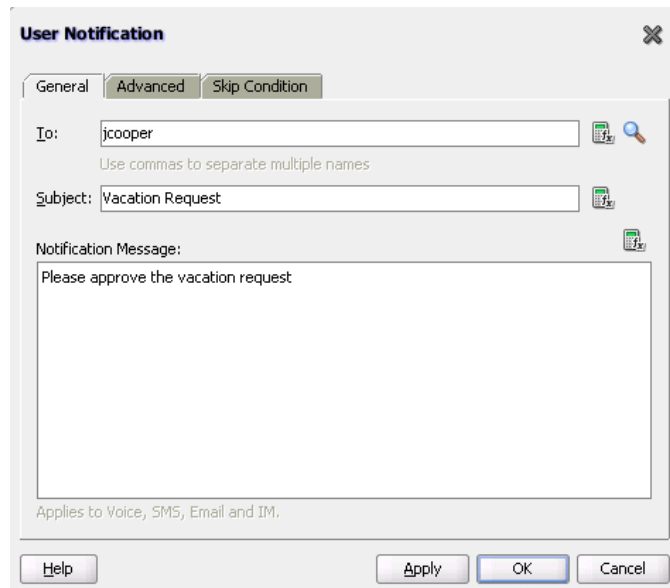 User Notification
General Advanced Skip Condition
To: jcooper
Use commas to separate multiple names
Subject: Vacation Request
Notification Message:
Please approve the vacation request
Applies to Voice, SMS, Email and IM.
Help Apply OK Cancel